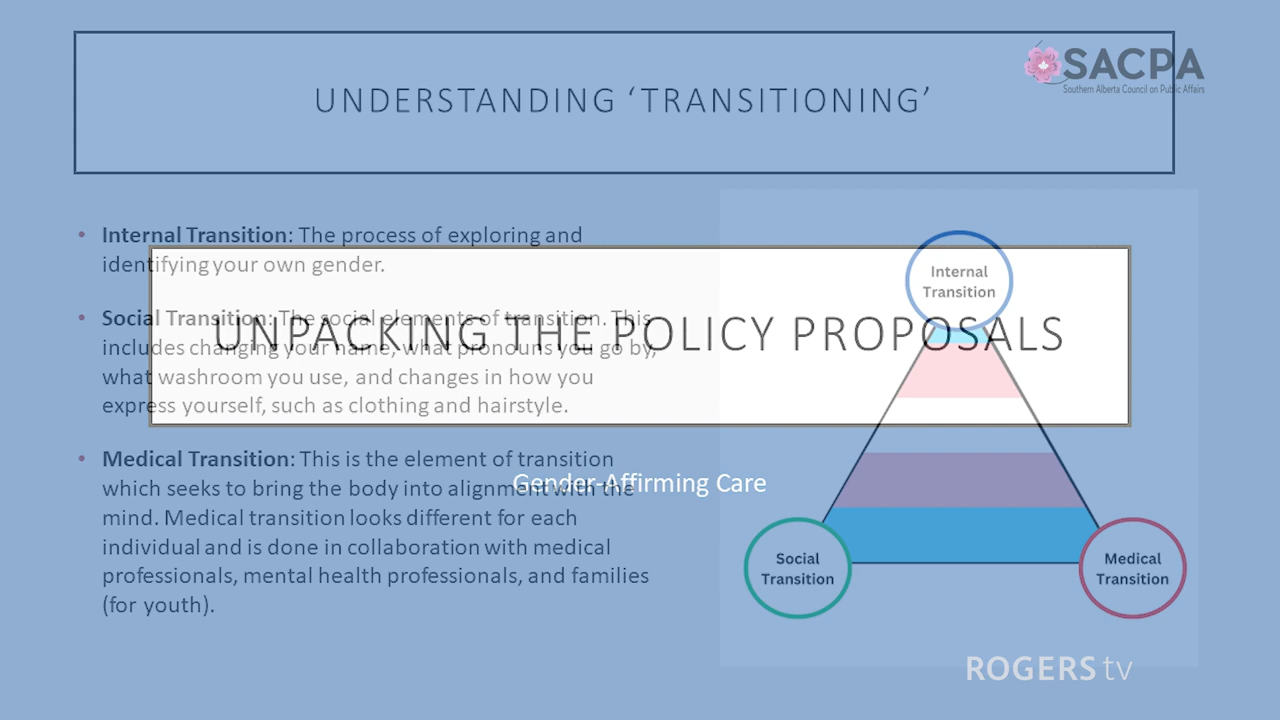 UNDERSTANDING ‘TRANSITIONING’
SACPA
Southern Alberta Council on Public Affairs
• Internal Transition: The process of exploring and
identifying your own gender.
• Social Transition: The social elements of transition. This
includes changing your name, what pronouns you go by,
what washroom you use, and changes in how you
express yourself, such as clothing and hairstyle.
• Medical Transition: This is the element of transition
which seeks to bring the body into alignment with the
mind. Medical transition looks different for each
individual and is done in collaboration with medical
professionals, mental health professionals, and families
(for youth).
UNPACKING THE POLICY PROPOSALS
Gender-Affirming Care
Internal
Transition
Social
Transition
Medical
Transition
ROGERS tv